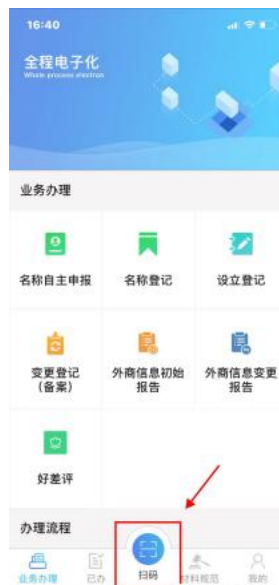 16:40
全程电子化
Whole process electron
业务办理
名称自主申报
名称登记
设立登记
变更登记
(备案)
外商信息初始
报告
外商信息变更
报告
好差评
办理流程
业务办理
已办
扫码
材料规范
我的